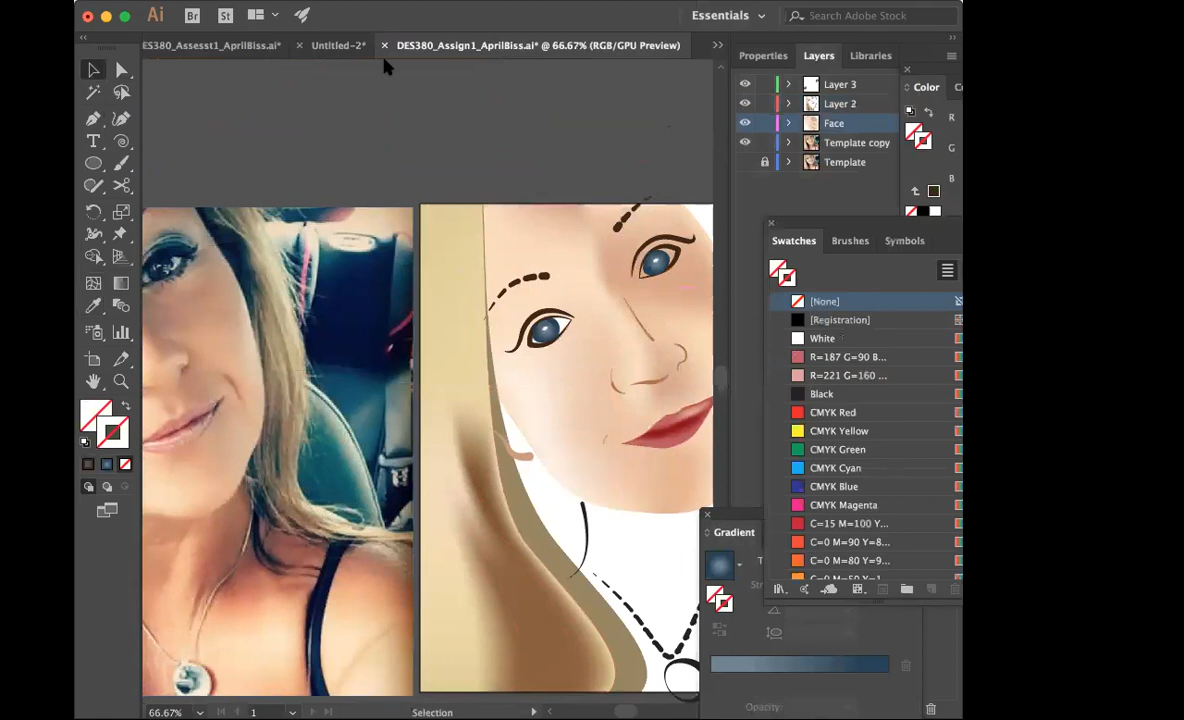 Ai Br St Essentials Search Adobe Stock
DES380_Assesst1_AprilBiss.ai* × Untitled-2* × DES380_Assign1_AprilBiss.ai* @ 66.67% (RGB/GPU Preview)
Properties Layers Libraries
Layer 3
Layer 2
Face
Template copy
Template
Color
R
G
B
Swatches Brushes Symbols
[None]
[Registration]
White
R=187 G=90 B...
R=221 G=160 ...
Black
CMYK Red
CMYK Yellow
CMYK Green
CMYK Cyan
CMYK Blue
CMYK Magenta
C=15 M=100 Y...
C=0 M=90 Y=8...
C=0 M=80 Y=9...
Gradient
Opacity:
66.67% 1 Selection